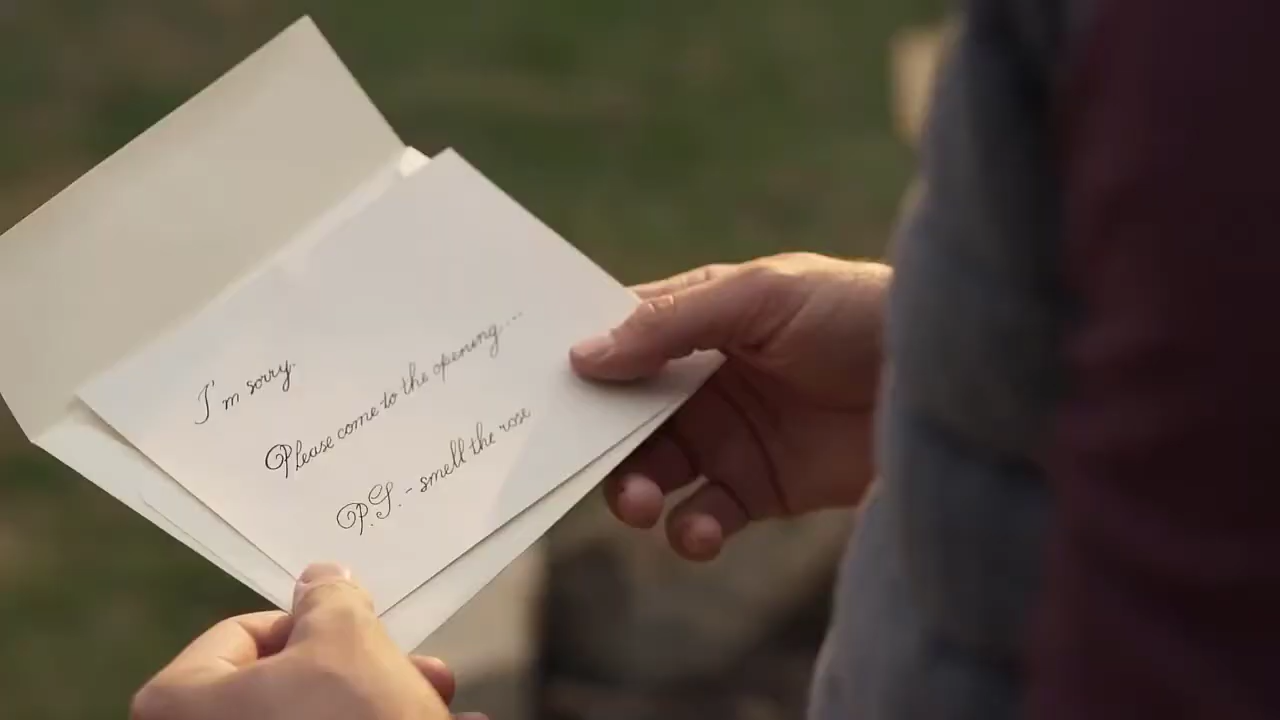 I'm sorry.
Please come to the opening...
P.S. - smell the rose